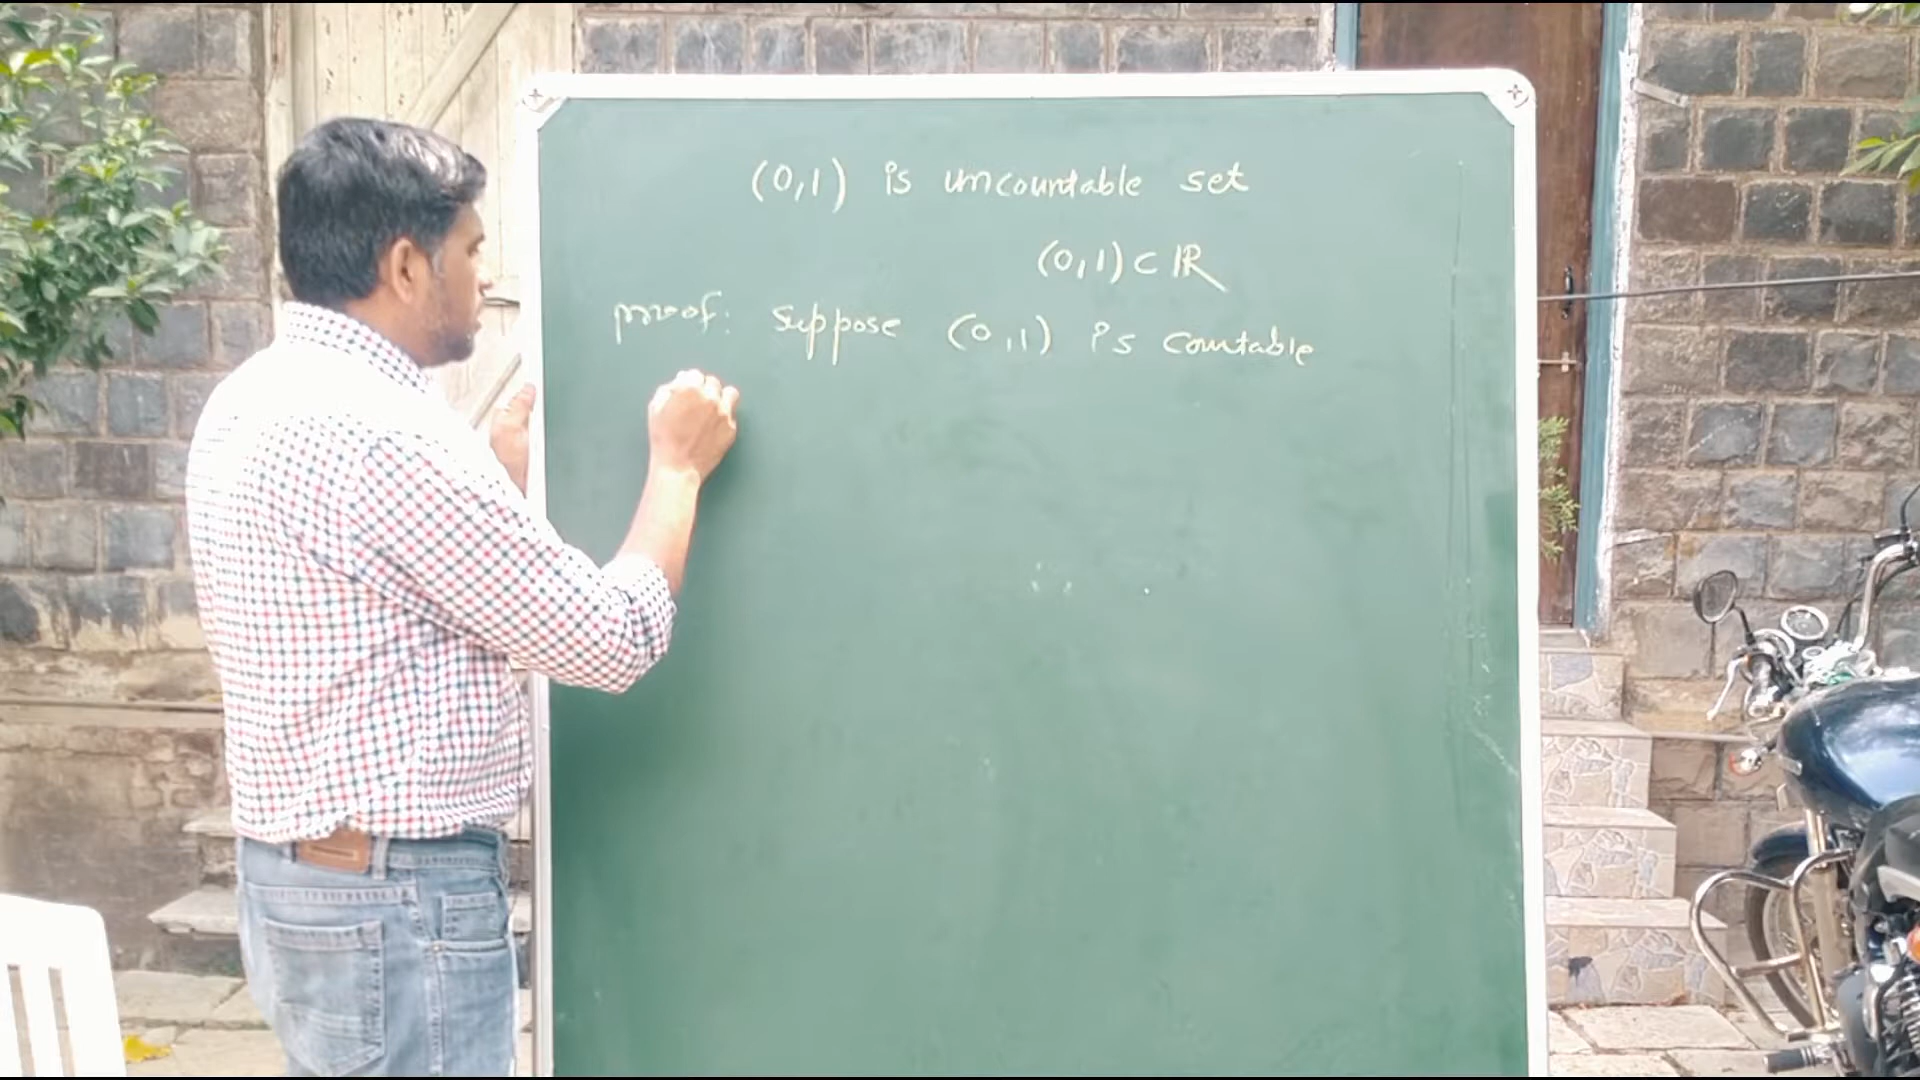 (0,1) is uncountable set
(0,1) ⊂ ℝ
proof: suppose (0,1) is countable